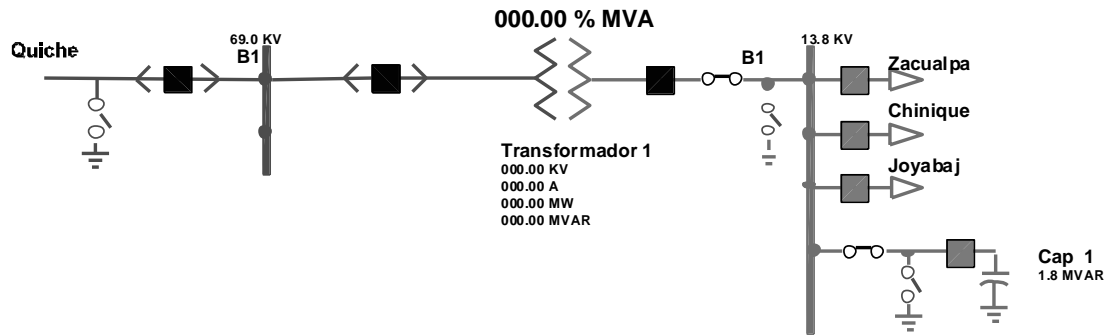 000.00 % MVA
Quiche
69.0 KV
B1
13.8 KV
B1
Zacualpa
Chinique
Joyabaj
Transformador 1
000.00 KV
000.00 A
000.00 MW
000.00 MVAR
Cap 1
1.8 MVAR